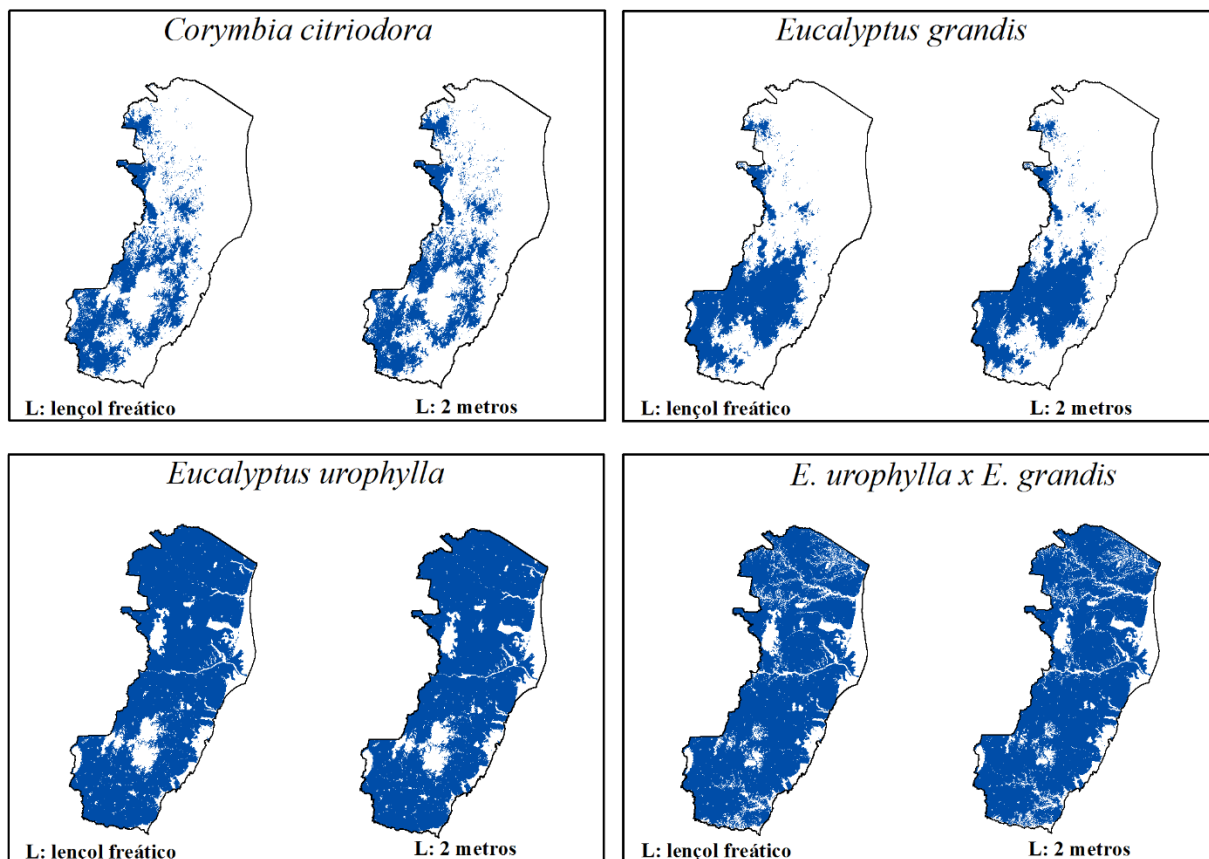 Corymbia citriodora
L: lençol freático
L: 2 metros
Eucalyptus grandis
L: lençol freático
L: 2 metros
Eucalyptus urophylla
L: lençol freático
L: 2 metros
E. urophylla x E. grandis
L: lençol freático
L: 2 metros